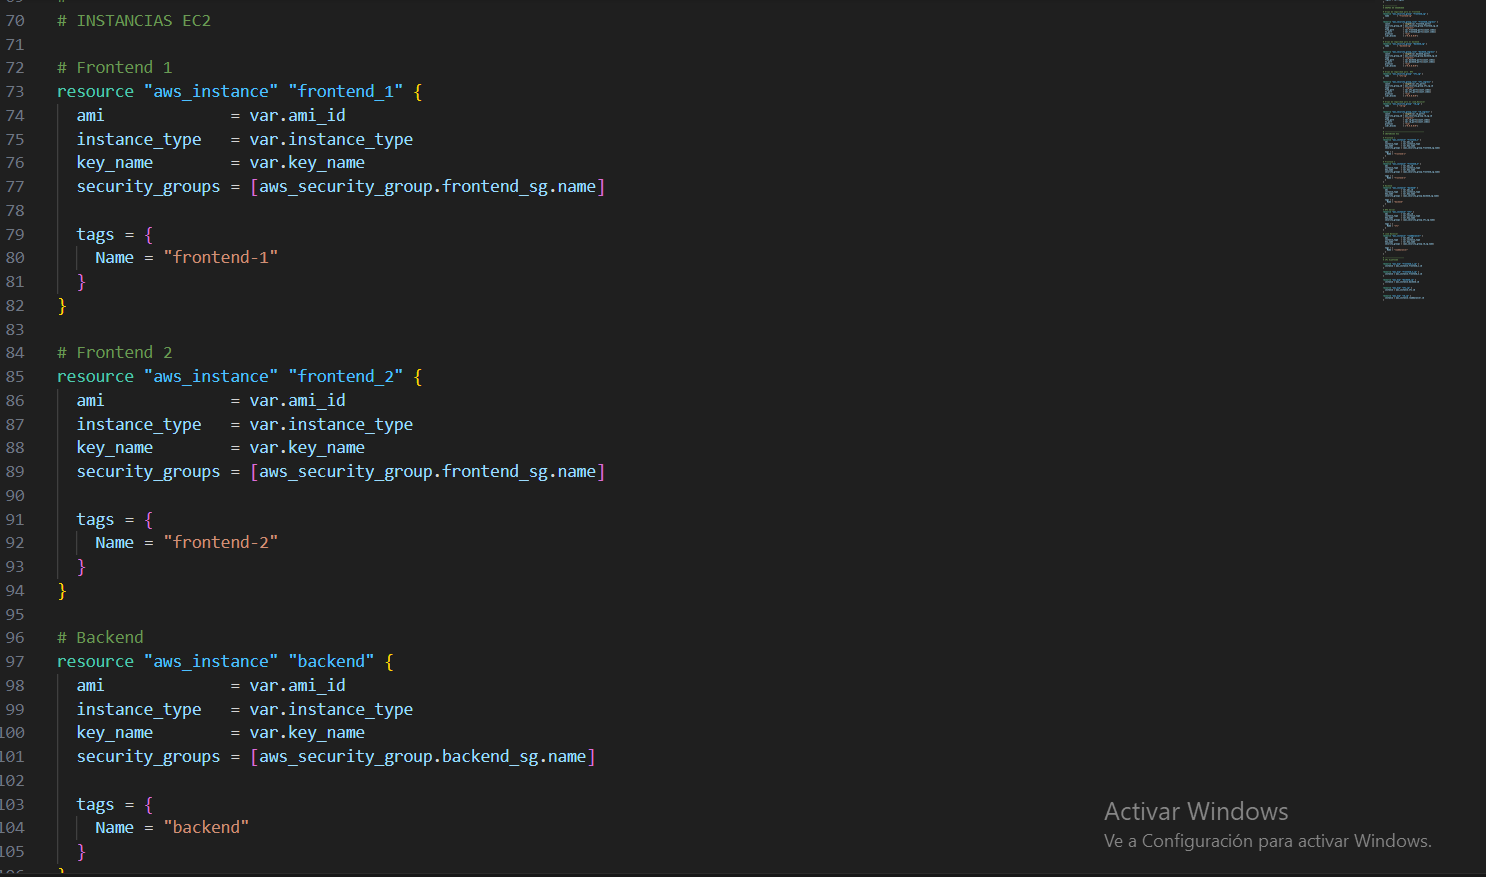 70 # INSTANCIAS EC2
71
72 # Frontend 1
73 resource "aws_instance" "frontend_1" {
74   ami             = var.ami_id
75   instance_type   = var.instance_type
76   key_name        = var.key_name
77   security_groups = [aws_security_group.frontend_sg.name]
78
79   tags = {
80     Name = "frontend-1"
81   }
82 }
83
84 # Frontend 2
85 resource "aws_instance" "frontend_2" {
86   ami             = var.ami_id
87   instance_type   = var.instance_type
88   key_name        = var.key_name
89   security_groups = [aws_security_group.frontend_sg.name]
90
91   tags = {
92     Name = "frontend-2"
93   }
94 }
95
96 # Backend
97 resource "aws_instance" "backend" {
98   ami             = var.ami_id
99   instance_type   = var.instance_type
100   key_name        = var.key_name
101   security_groups = [aws_security_group.backend_sg.name]
102
103   tags = {
104     Name = "backend"
105   }
Activar Windows
Ve a Configuración para activar Windows.